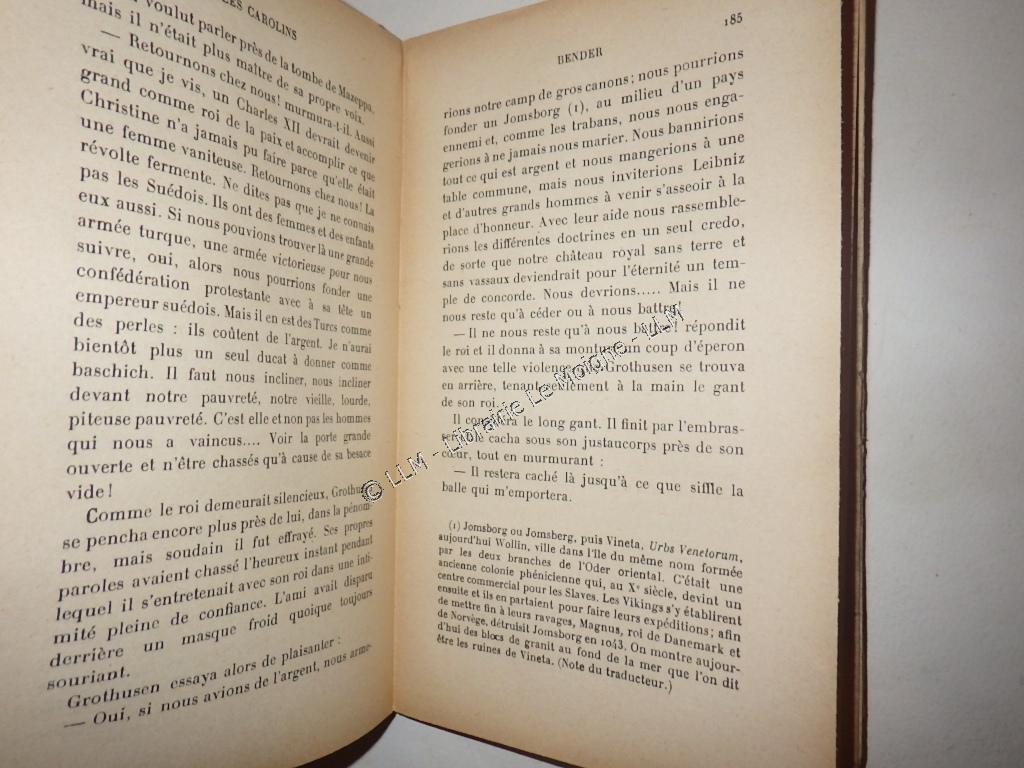 LES CAROLINS
voulut parler près de la tombe de Mazeppa,
mais il n'était plus maître de sa propre voix.
— Retournons chez nous! murmura-t-il. Aussi
vrai que je vis, un Charles XII devrait devenir
grand comme roi de la paix et accomplir ce que
Christine n'a jamais pu faire parce qu'elle était
une femme vaniteuse. Retournons chez nous! La
révolte fermente. Ne dites pas que je ne connais
pas les Suédois. Ils ont des femmes et des enfants
eux aussi. Si nous pouvions trouver là une grande
armée turque, une armée victorieuse pour nous
suivre, oui, alors nous pourrions fonder une
confédération protestante avec à sa tête un
empereur suédois. Mais il en est des Turcs comme
des perles : ils coûtent de l'argent. Je n'aurai
bientôt plus un seul ducat à donner comme
baschich. Il faut nous incliner, nous incliner
devant notre pauvreté, notre vieille, lourde,
piteuse pauvreté. C'est elle et non pas les hommes
qui nous a vaincus.... Voir la porte grande
ouverte et n'être chassés qu'à cause de sa besace
vide!
Comme le roi demeurait silencieux, Grothusen
se pencha encore plus près de lui, dans la pénom-
bre, mais soudain il fut effrayé. Ses propres
paroles avaient chassé l'heureux instant pendant
lequel il s'entretenait avec son roi dans une inti-
mité pleine de confiance. L'ami avait disparu
derrière un masque froid quoique toujours
souriant.
Grothusen essaya alors de plaisanter :
— Oui, si nous avions de l'argent, nous arme-
185
BENDER
rions notre camp de gros canons; nous pourrions
fonder un Jomsborg (1), au milieu d'un pays
ennemi et, comme les trabans, nous nous enga-
gerions à ne jamais nous marier. Nous bannirions
tout ce qui est argent et nous mangerions à une
table commune, mais nous inviterions Leibniz
et d'autres grands hommes à venir s'asseoir à la
place d'honneur. Avec leur aide nous rassemble-
rions les différentes doctrines en un seul credo,
de sorte que notre château royal sans terre et
sans vassaux deviendrait pour l'éternité un tem-
ple de concorde. Nous devrions..... Mais il ne
nous reste qu'à céder ou à nous battre!
— Il ne nous reste qu'à nous battre! répondit
le roi et il donna à sa monture un coup d'éperon
avec une telle violence que Grothusen se trouva
en arrière, tenant seulement à la main le gant
de son roi.
Il considéra le long gant. Il finit par l'embras-
ser et le cacha sous son justaucorps près de son
cœur, tout en murmurant :
— Il restera caché là jusqu'à ce que siffle la
balle qui m'emportera.
(1) Jomsborg ou Jomsberg, puis Vineta, Urbs Venetorum,
aujourd'hui Wollin, ville dans l'île du même nom formée
par les deux branches de l'Oder oriental. C'était une
ancienne colonie phénicienne qui, au Xe siècle, devint un
centre commercial pour les Slaves. Les Vikings s'y établirent
ensuite et ils en partaient pour faire leurs expéditions; afin
de mettre fin à leurs ravages, Magnus, roi de Danemark et
de Norvège, détruisit Jomsborg en 1043. On montre aujour-
d'hui des blocs de granit au fond de la mer que l'on dit
être les ruines de Vineta. (Note du traducteur.)
© LLM - Librairie Le Moigne - LLM